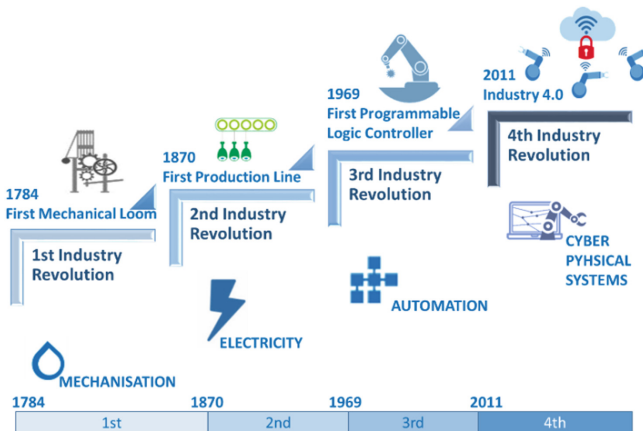 2011
Industry 4.0
1969
First Programmable
Logic Controller
1870
First Production Line
1784
First Mechanical Loom
4th Industry
Revolution
3rd Industry
Revolution
2nd Industry
Revolution
1st Industry
Revolution
CYBER
PYHSICAL
SYSTEMS
AUTOMATION
ELECTRICITY
MECHANISATION
1784 1870 1969 2011
1st 2nd 3rd 4th